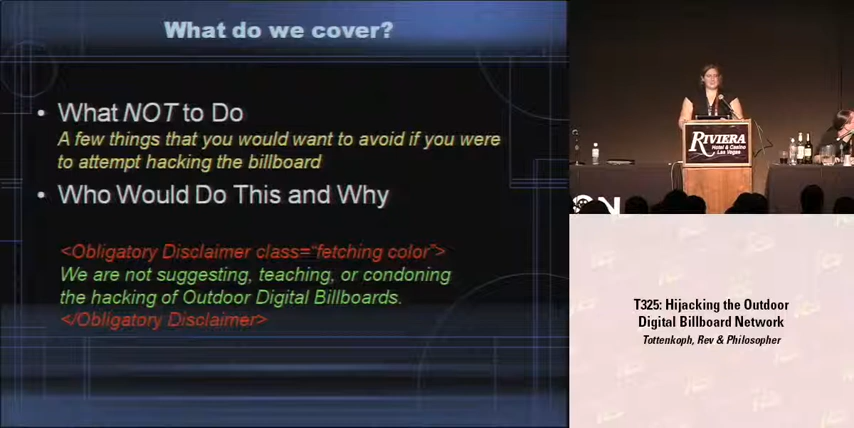 What do we cover?
• What NOT to Do
A few things that you would want to avoid if you were
to attempt hacking the billboard
• Who Would Do This and Why
<Obligatory Disclaimer class="fetching color">
We are not suggesting, teaching, or condoning
the hacking of Outdoor Digital Billboards.
</Obligatory Disclaimer>
RIVIERA
Hotel & Casino
Las Vegas
T325: Hijacking the Outdoor
Digital Billboard Network
Tottenkoph, Rev & Philosopher